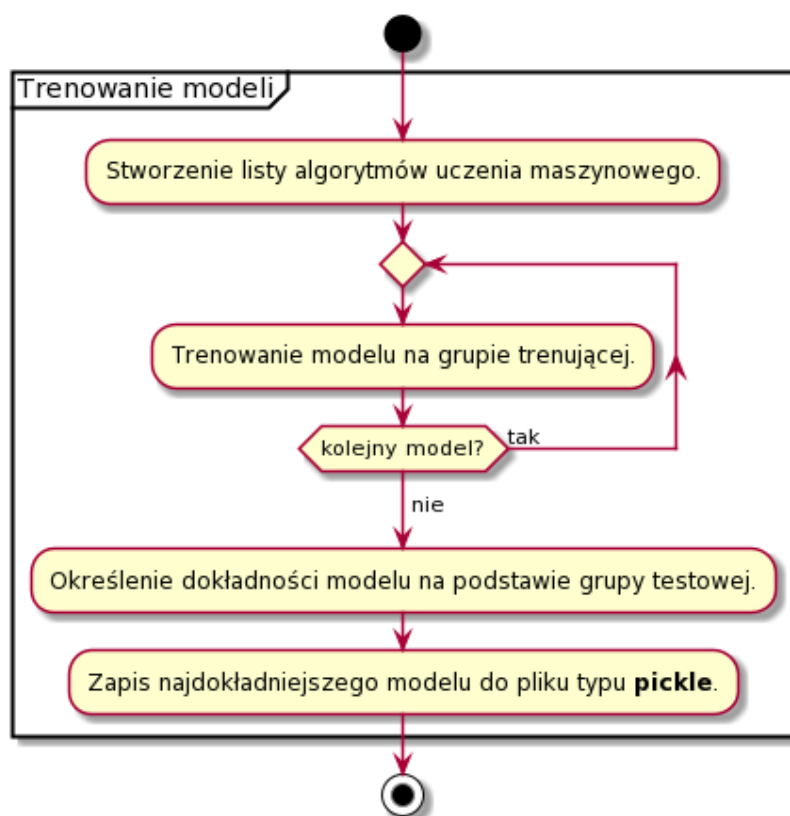 Trenowanie modeli
Stworzenie listy algorytmów uczenia maszynowego.
Trenowanie modelu na grupie trenującej.
kolejny model?
tak
nie
Określenie dokładności modelu na podstawie grupy testowej.
Zapis najdokładniejszego modelu do pliku typu pickle.